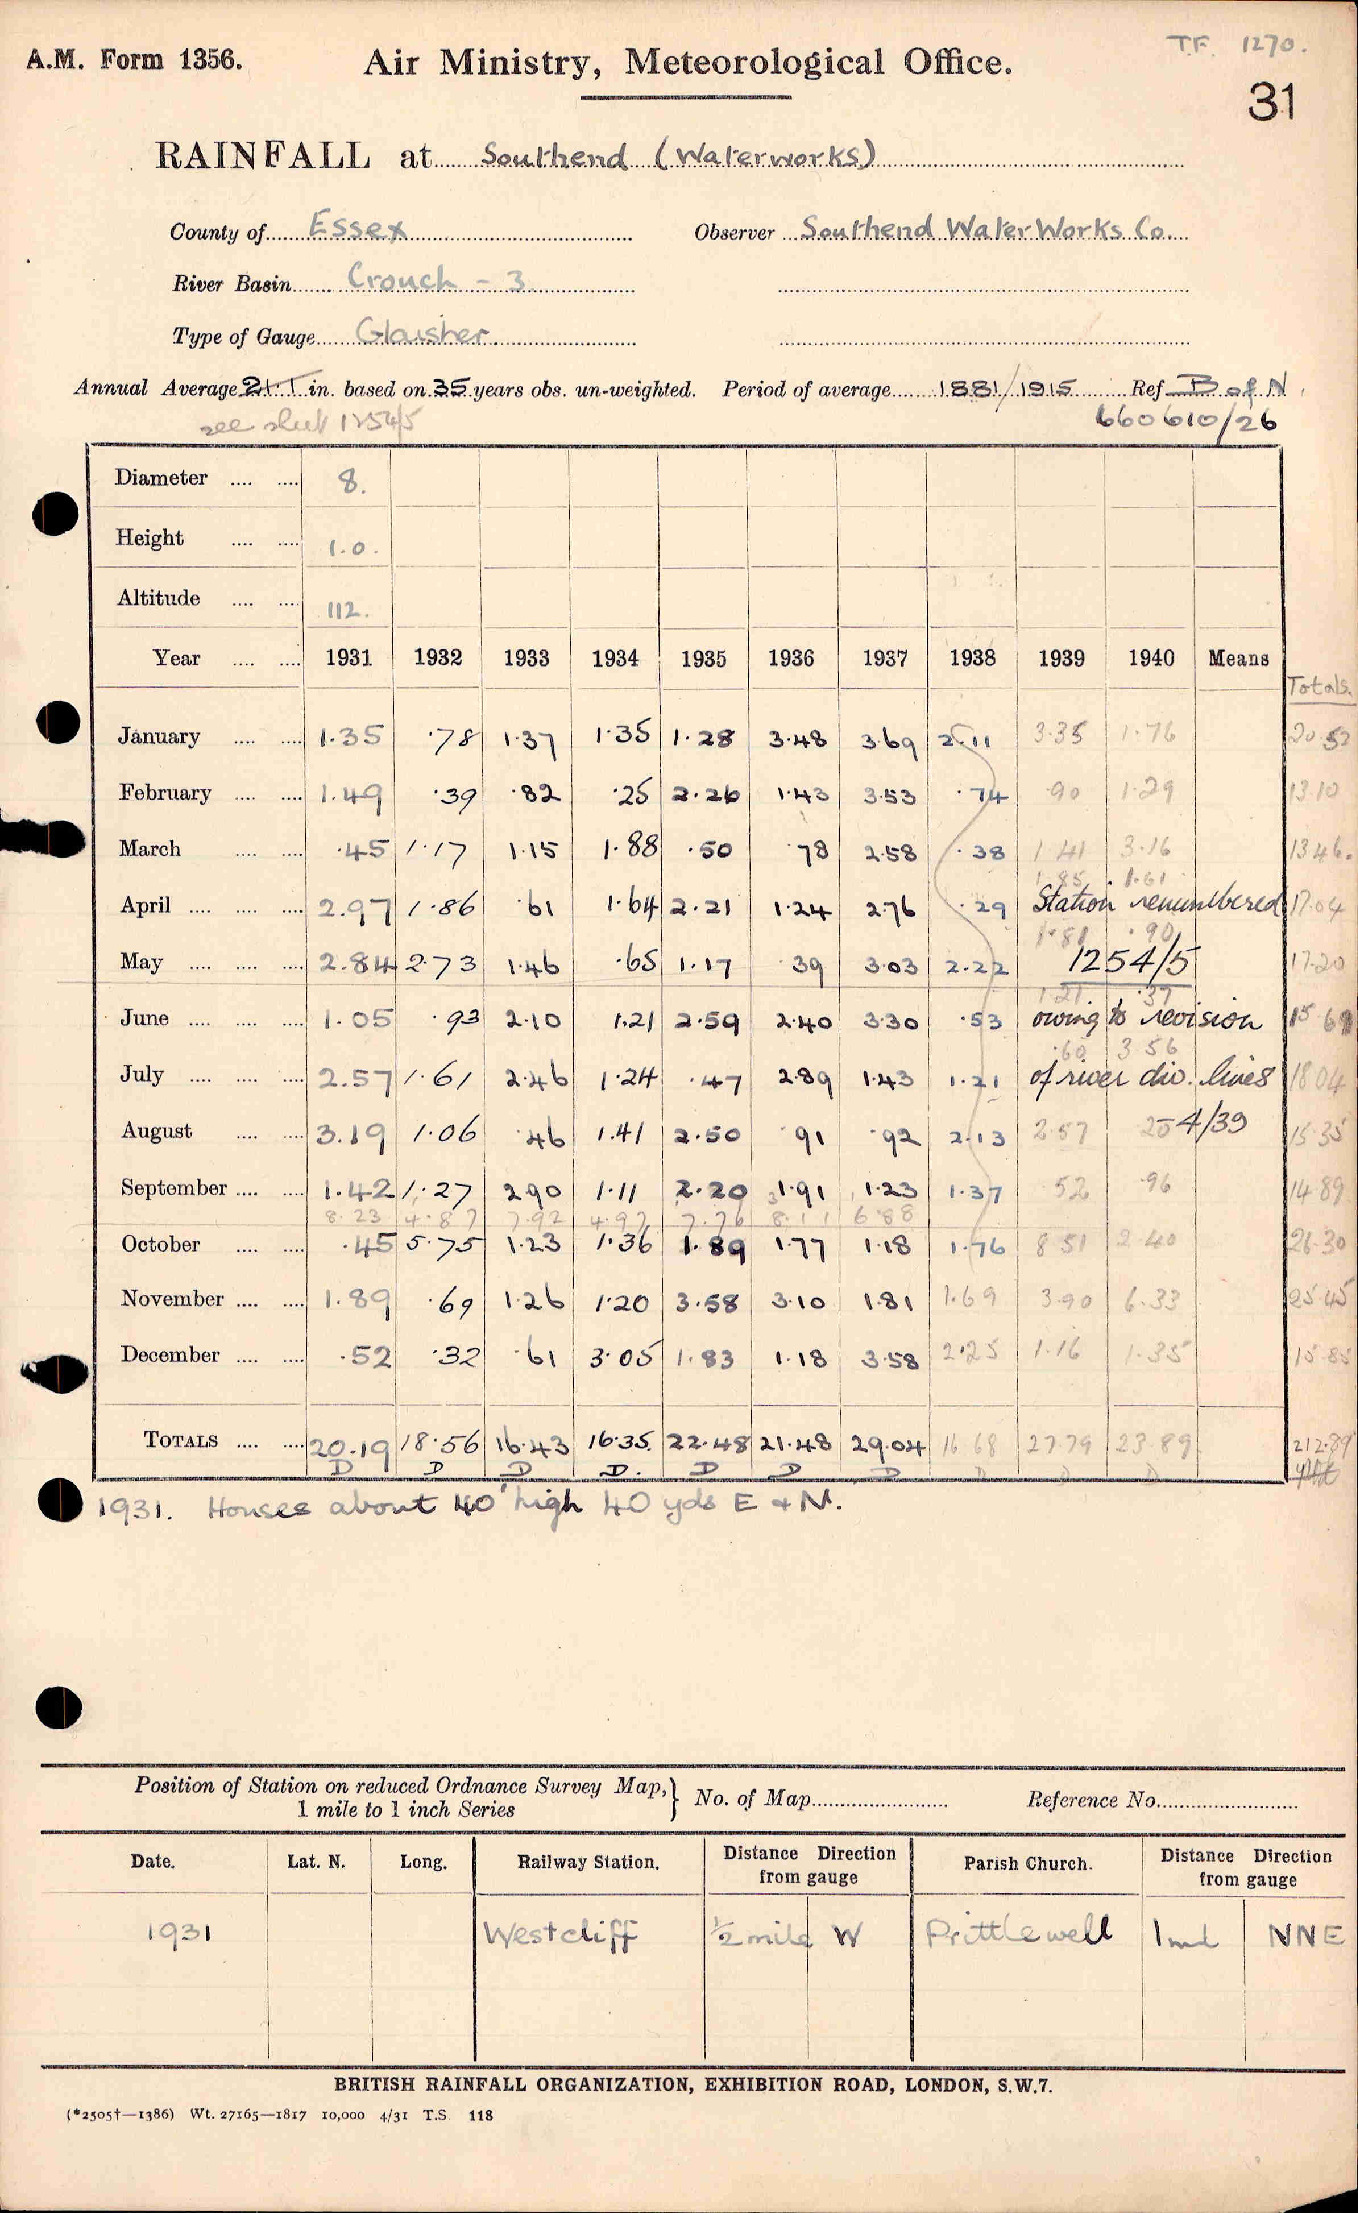 T.F. 1270.
A.M. Form 1356.
Air Ministry, Meteorological Office.
31
RAINFALL at Southend (Waterworks)
County of Essex Observer Southend WaterWorks Co.
River Basin Crouch - 3
Type of Gauge Glaisher
Annual Average in. based on 35 years obs. un-weighted. Period of average 1881/1915 Ref B of N
see sheet 1254/5 660610/26
Diameter .... .... 8.
Height .... .... 1.0.
Altitude .... .... 112.
Year .... .... 1931 1932 1933 1934 1935 1936 1937 1938 1939 1940 Means
Totals.
January .... .... 1.35 .78 1.37 1.35 1.28 3.48 3.69 2.11 3.35 1.76 20.52
February .... .... 1.49 .39 .82 .25 2.26 1.43 3.53 .74 .90 1.29 13.10
March .... .... .45 1.17 1.15 1.88 .50 .78 2.58 .38 1.41 3.16 13.46.
1.85 1.61
April .... .... .... 2.97 1.86 .61 1.64 2.21 1.24 2.76 .29 Station renumbered 17.04
1.81 .90
May .... .... .... 2.84 2.73 1.46 .65 1.17 .39 3.03 2.22 1254/5 17.20
1.21 .37
June .... .... .... 1.05 .93 2.10 1.21 2.59 2.40 3.30 .53 owing to revision 15.69
.60 3.56
July .... .... .... 2.57 1.61 2.46 1.24 .47 2.89 1.43 1.21 of river div. lines 18.04
August .... .... 3.19 1.06 .46 1.41 2.50 .91 .92 2.13 2.57 4/39 15.35
September .... .... 1.42 1.27 2.90 1.11 2.20 1.91 1.23 1.37 .52 .96 14.89
8.23 4.87 7.92 4.97 7.76 8.11 6.88
October .... .... .45 5.75 1.23 1.36 1.89 1.77 1.18 1.76 8.51 2.40 26.30
November .... .... 1.89 .69 1.26 1.20 3.58 3.10 1.81 1.69 3.90 6.33 25.45
December .... .... .52 .32 .61 3.05 1.83 1.18 3.58 2.25 1.16 1.35 15.85
TOTALS .... .... 20.19 18.56 16.43 16.35 22.48 21.48 29.04 16.68 27.79 23.89 212.89
D D D D. D D D D D D
1931. Houses about 40' high 40 yds E & N.
Position of Station on reduced Ordnance Survey Map,} No. of Map Reference No.
1 mile to 1 inch Series
Date. Lat. N. Long. Railway Station. Distance Direction from gauge Parish Church. Distance Direction from gauge
1931 Westcliff ½ mile W Prittlewell 1 ml NNE
BRITISH RAINFALL ORGANIZATION, EXHIBITION ROAD, LONDON, S.W.7.
(*2505†—1386) Wt. 27165—1817 10,000 4/31 T.S. 118